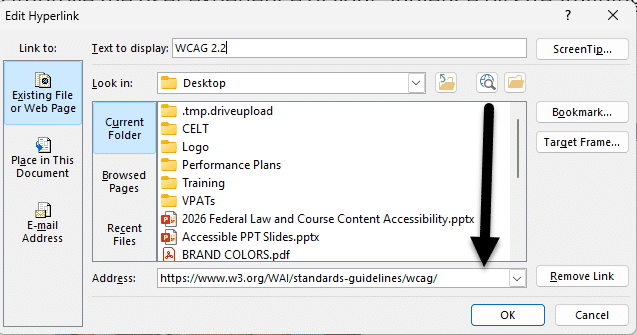 Edit Hyperlink
? ×
Link to:
Text to display: WCAG 2.2
ScreenTip...
Existing File
or Web Page
Look in: Desktop
Place in This
Document
E-mail
Address
Current
Folder
Browsed
Pages
Recent
Files
.tmp.driveupload
CELT
Logo
Performance Plans
Training
VPATs
2026 Federal Law and Course Content Accessibility.pptx
Accessible PPT Slides.pptx
BRAND COLORS.pdf
Bookmark...
Target Frame...
Address: https://www.w3.org/WAI/standards-guidelines/wcag/
Remove Link
OK
Cancel